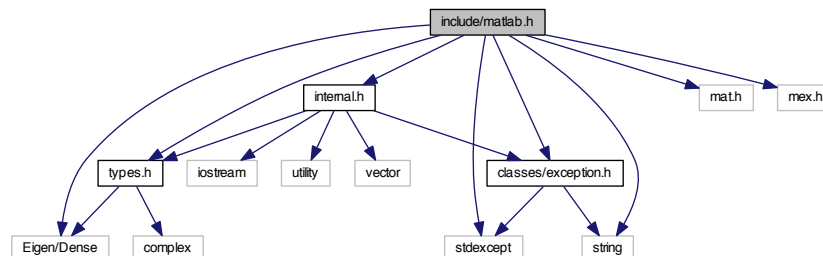 include/matlab.h
internal.h
mat.h
mex.h
types.h
iostream
utility
vector
classes/exception.h
Eigen/Dense
complex
stdexcept
string